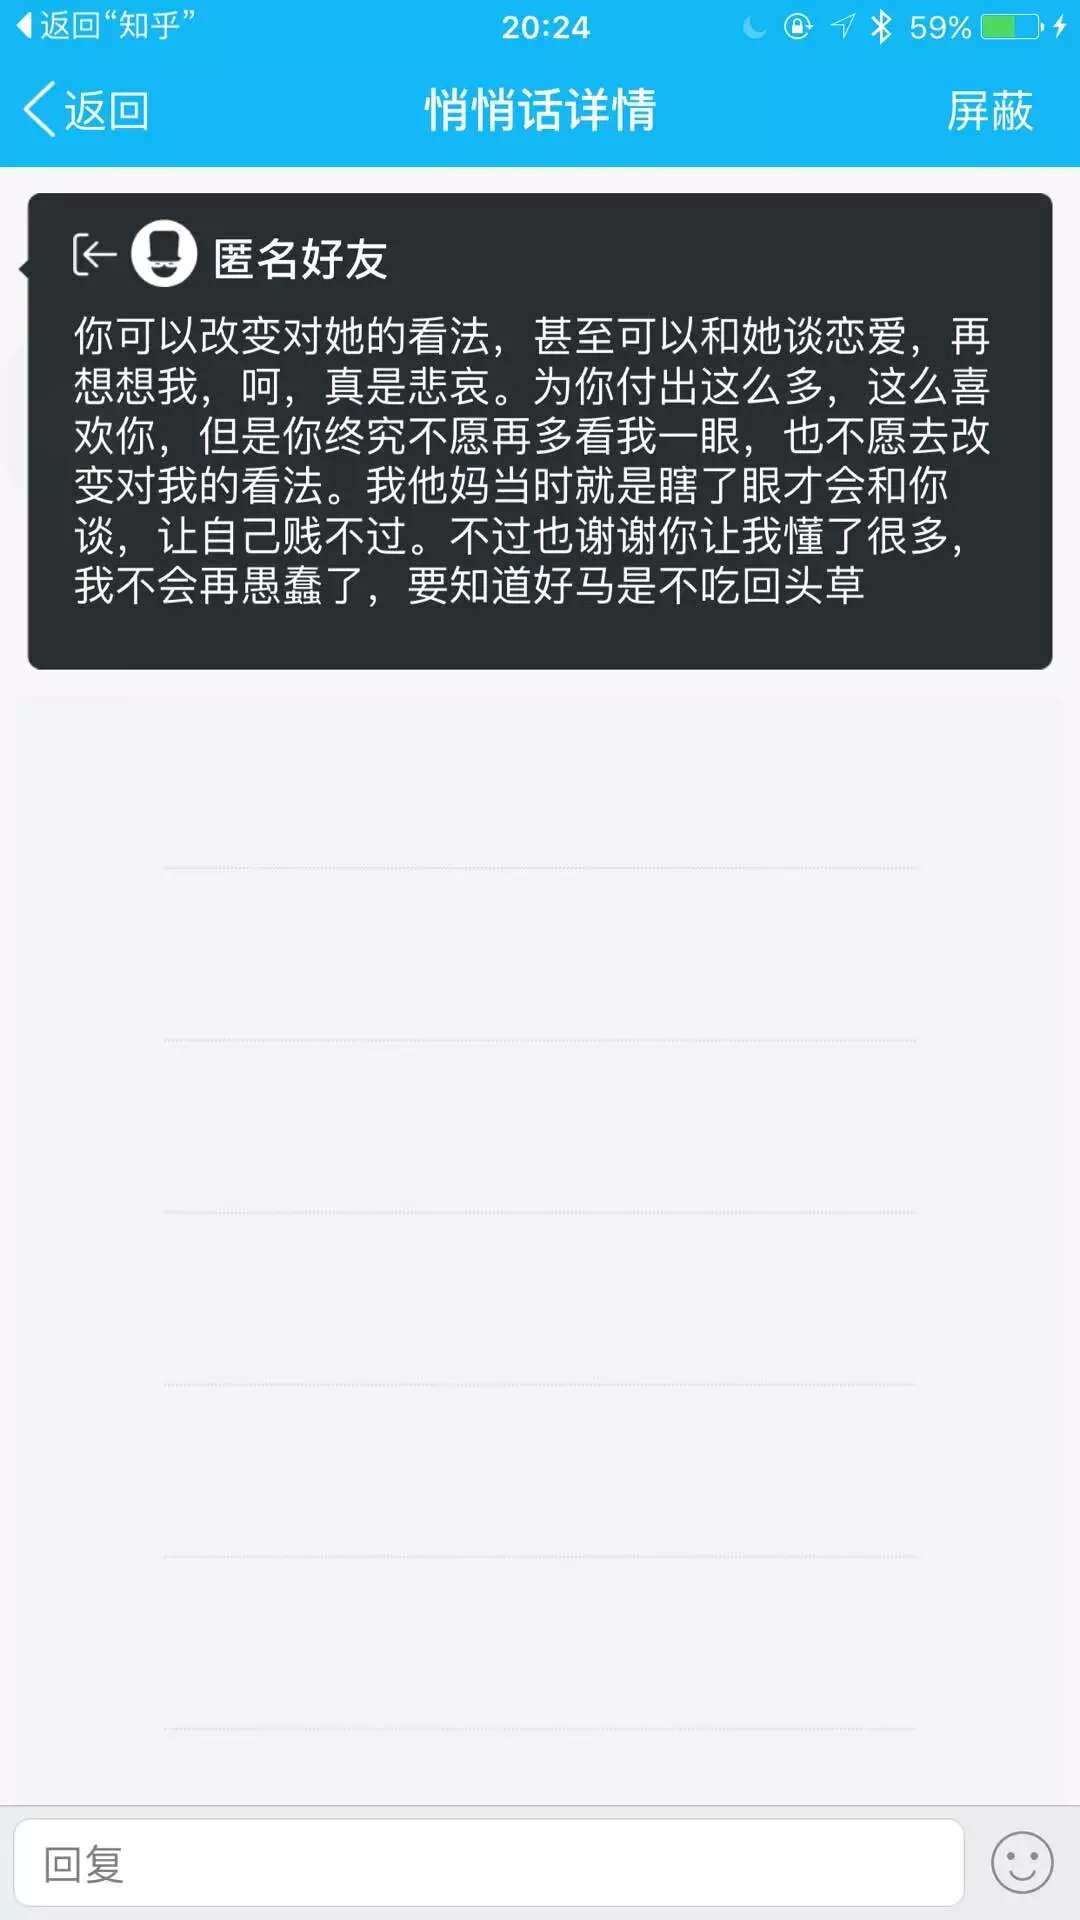 返回“知乎”
20:24
59%
返回
悄悄话详情
屏蔽
匿名好友
你可以改变对她的看法，甚至可以和她谈恋爱，再
想想我，呵，真是悲哀。为你付出这么多，这么喜
欢你，但是你终究不愿再多看我一眼，也不愿去改
变对我的看法。我他妈当时就是瞎了眼才会和你
谈，让自己贱不过。不过也谢谢你让我懂了很多，
我不会再愚蠢了，要知道好马是不吃回头草
回复